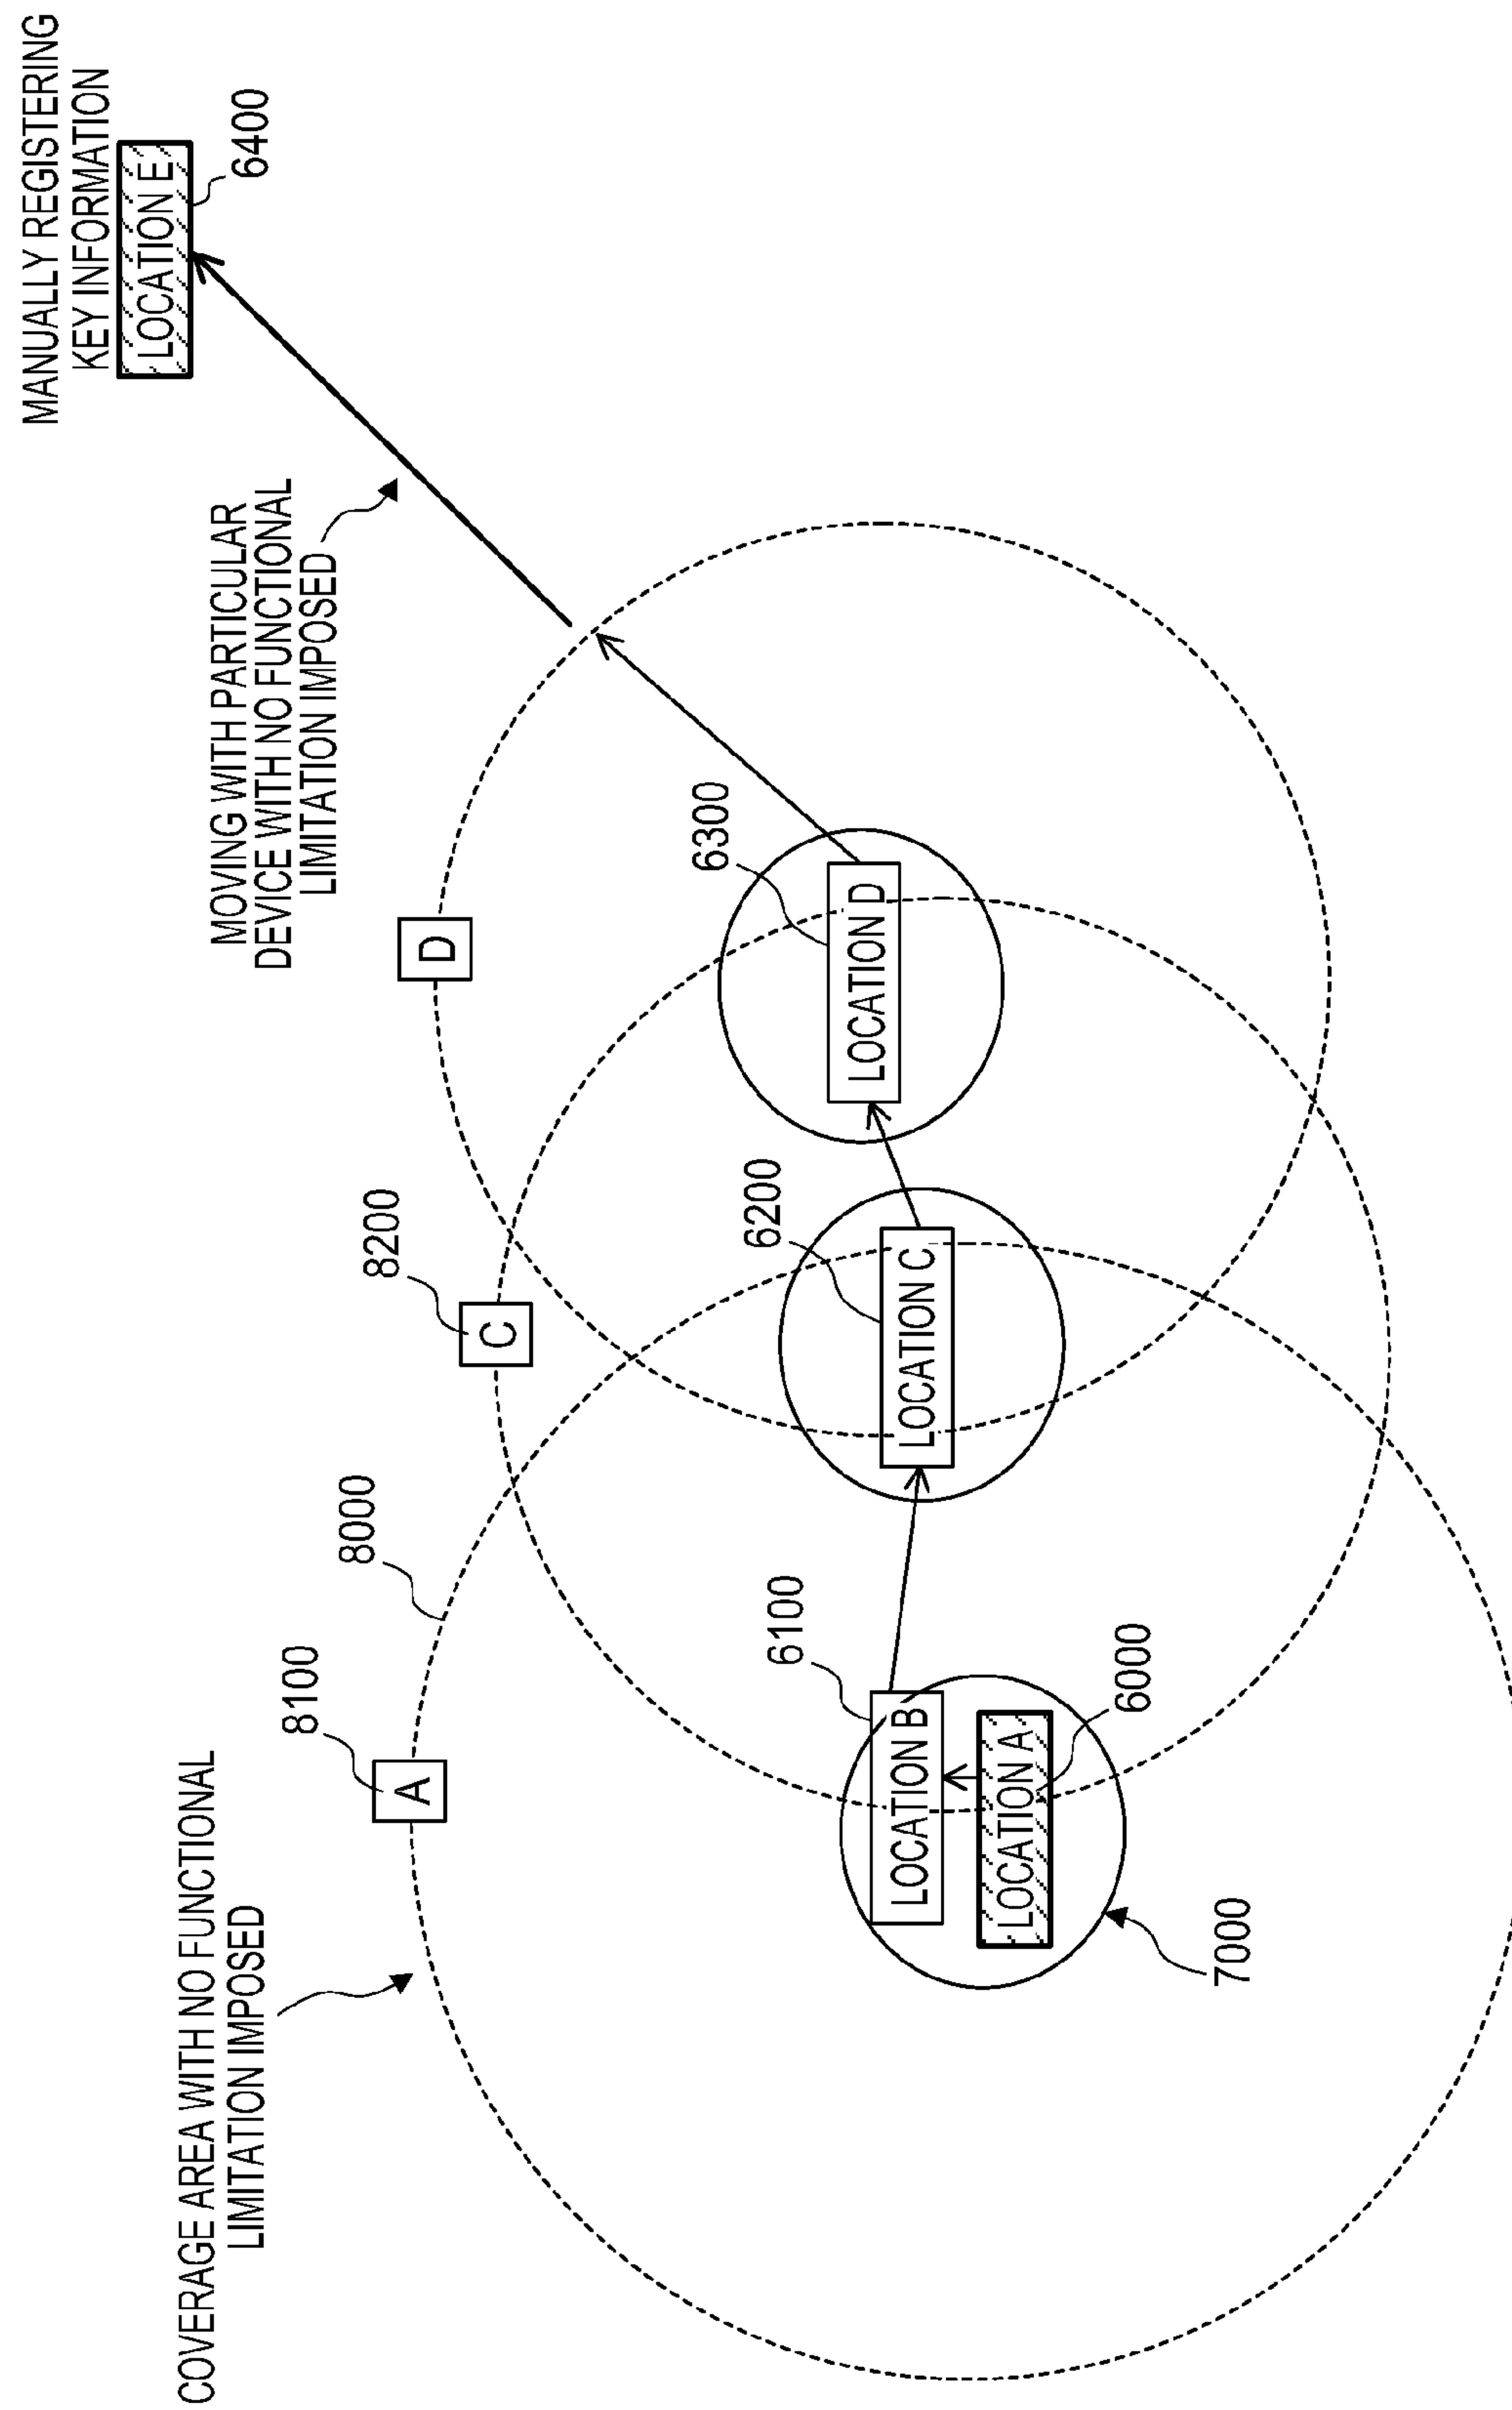 MANUALLY REGISTERING
KEY INFORMATION
LOCATION E
6400
MOVING WITH PARTICULAR
DEVICE WITH NO FUNCTIONAL
LIMITATION IMPOSED
D
6300
LOCATION D
8200
C
6200
LOCATION C
8000
8100
A
COVERAGE AREA WITH NO FUNCTIONAL
LIMITATION IMPOSED
6100
LOCATION B
LOCATION A
6000
7000